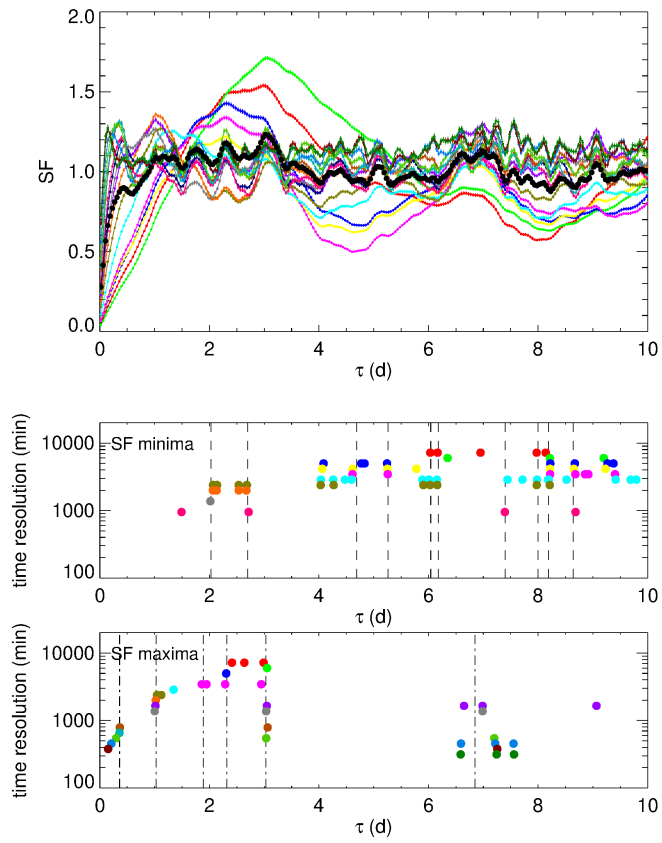 2.0
1.5
1.0
0.5
0.0
SF
0 2 4 6 8 10
τ (d)
10000
1000
100
time resolution (min)
SF minima
0 2 4 6 8 10
τ (d)
10000
1000
100
time resolution (min)
SF maxima
0 2 4 6 8 10
τ (d)